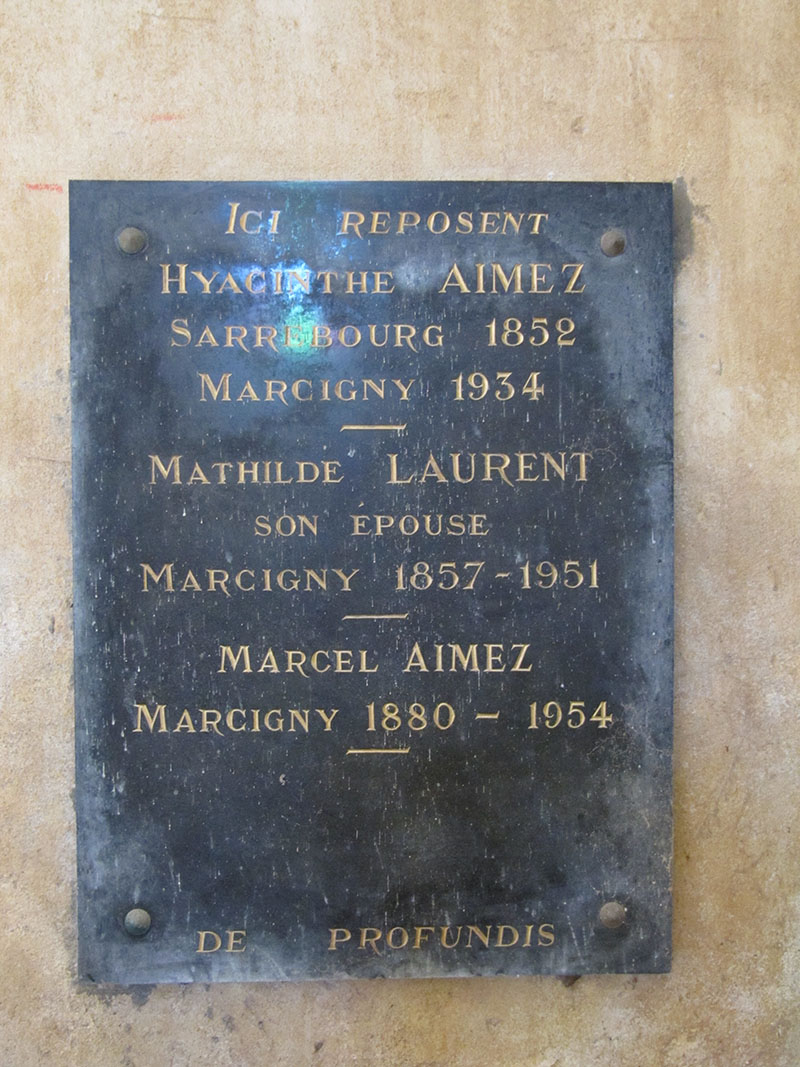 ICI REPOSENT
HYACINTHE AIMEZ
SARREBOURG 1852
MARCIGNY 1934
MATHILDE LAURENT
SON ÉPOUSE
MARCIGNY 1857-1951
MARCEL AIMEZ
MARCIGNY 1880 - 1954
DE PROFUNDIS